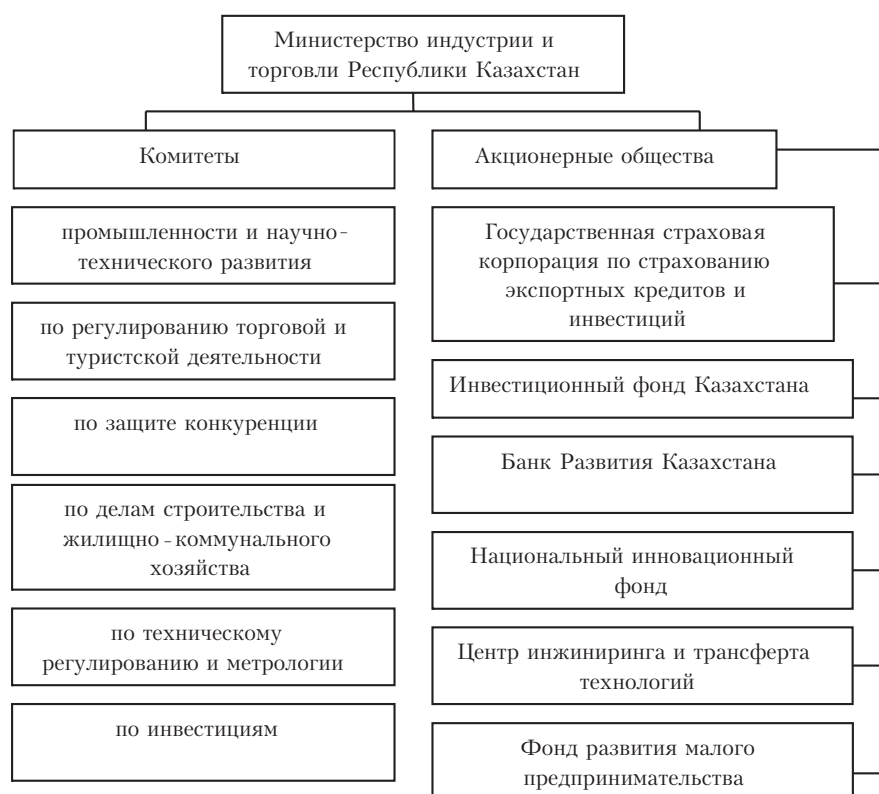 Министерство индустрии и
торговли Республики Казахстан
Комитеты
промышленности и научно-
технического развития
по регулированию торговой и
туристской деятельности
по защите конкуренции
по делам строительства и
жилищно-коммунального
хозяйства
по техническому
регулированию и метрологии
по инвестициям
Акционерные общества
Государственная страховая
корпорация по страхованию
экспортных кредитов и
инвестиций
Инвестиционный фонд Казахстана
Банк Развития Казахстана
Национальный инновационный
фонд
Центр инжиниринга и трансферта
технологий
Фонд развития малого
предпринимательства